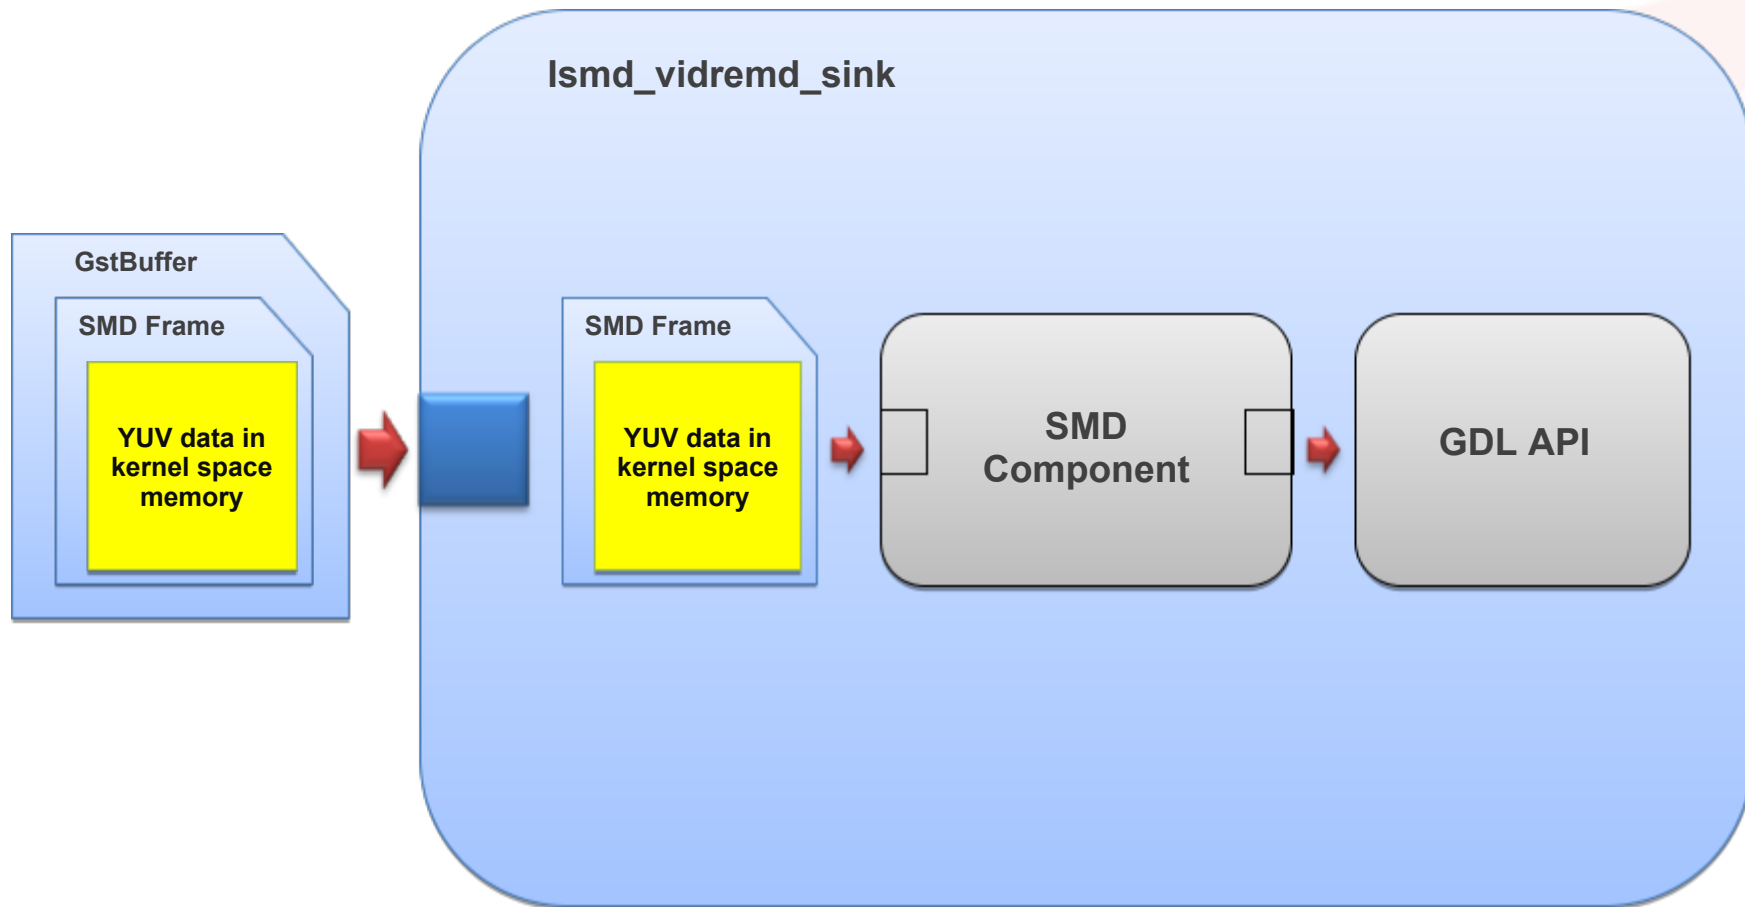 Ismd_vidremd_sink
GstBuffer
SMD Frame
YUV data in
kernel space
memory
SMD Frame
YUV data in
kernel space
memory
SMD
Component
GDL API